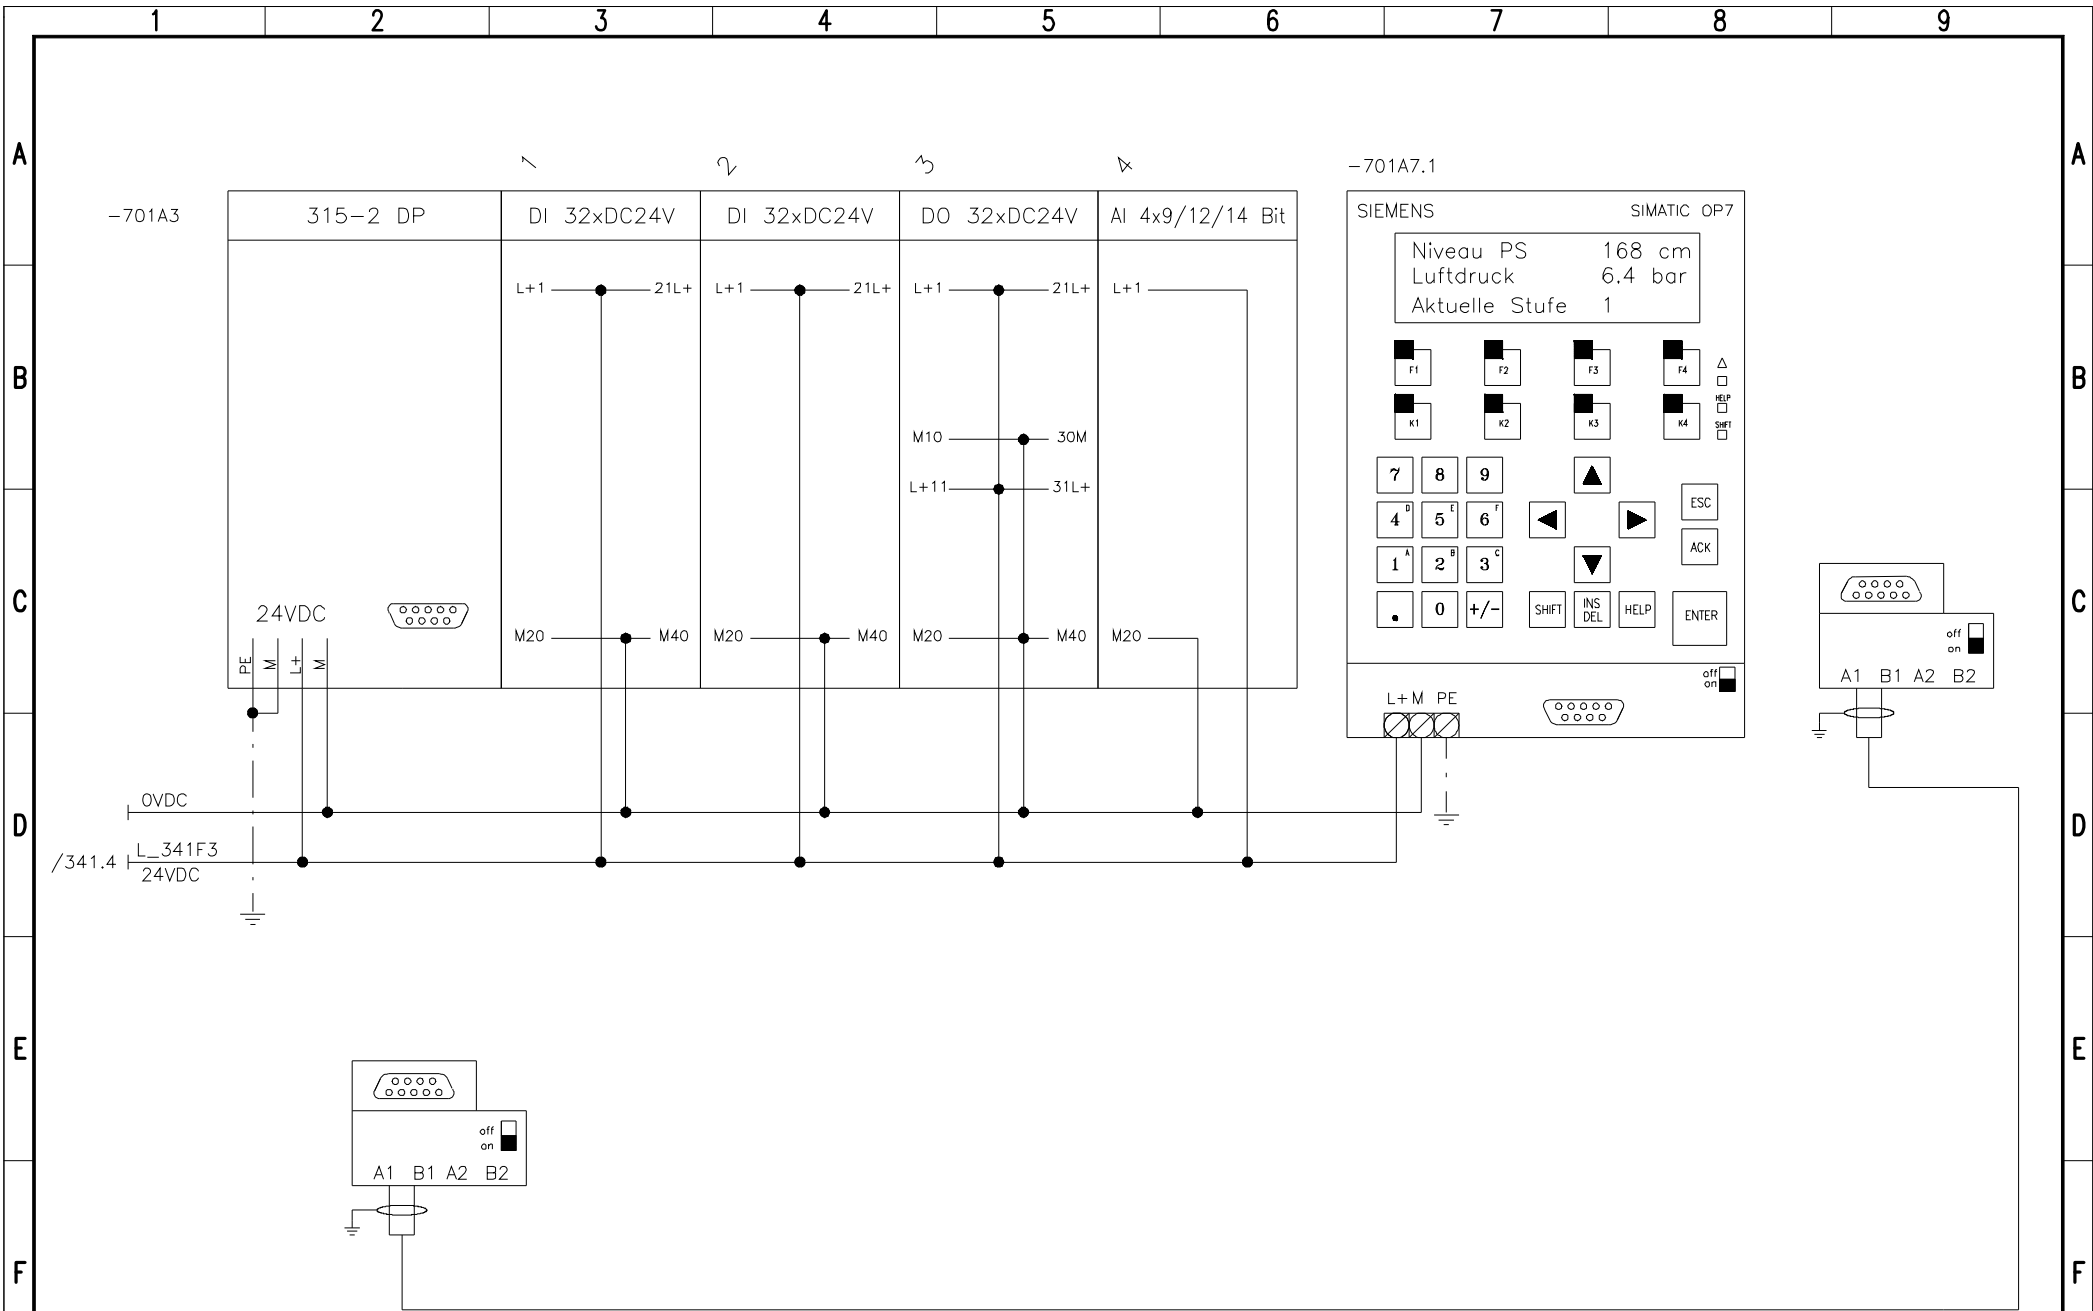 1 2 3 4 5 6 7 8 9
A A
1 2 3 4
-701A3
315-2 DP
DI 32xDC24V
DI 32xDC24V
DO 32xDC24V
AI 4x9/12/14 Bit
-701A7.1
SIEMENS SIMATIC OP7
Niveau PS 168 cm
Luftdruck 6.4 bar
Aktuelle Stufe 1
L+1 21L+
L+1 21L+
L+1 21L+
L+1
B B
F1 F2 F3 F4
HELP
K1 K2 K3 K4
SHIFT
M10 30M
L+11 31L+
7 8 9
ESC
4 D 5 E 6 F
ACK
1 A 2 B 3 C
. 0 +/- SHIFT INS DEL HELP ENTER
C C
24VDC
PE M L+ M
M20 M40
M20 M40
M20 M40
M20
off
on
L+ M PE
off
on
A1 B1 A2 B2
D D
0VDC
/341.4 L_341F3
24VDC
E E
off
on
A1 B1 A2 B2
F F